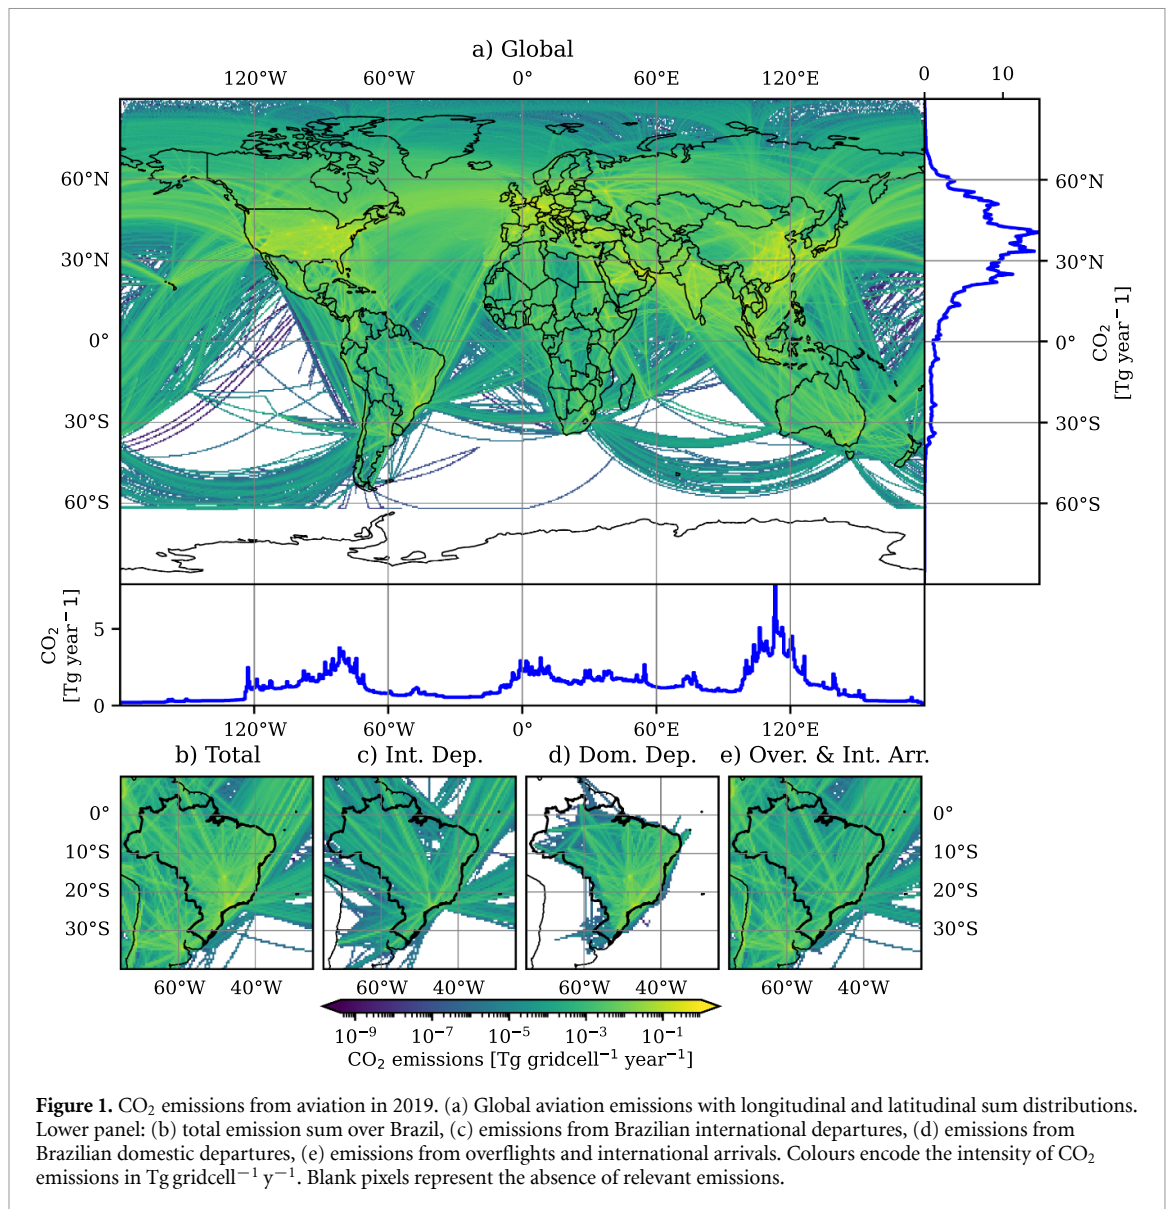 a) Global
120°W 60°W 0° 60°E 120°E 0 10
60°N 60°N
30°N 30°N
0° 0°
30°S 30°S
60°S 60°S
CO₂
[Tg year−1]
CO₂
[Tg year−1]
5
0
120°W 60°W 0° 60°E 120°E
b) Total c) Int. Dep. d) Dom. Dep. e) Over. & Int. Arr.
0° 0°
10°S 10°S
20°S 20°S
30°S 30°S
60°W 40°W 60°W 40°W 60°W 40°W 60°W 40°W
10⁻⁹ 10⁻⁷ 10⁻⁵ 10⁻³ 10⁻¹
CO₂ emissions [Tg gridcell⁻¹ year⁻¹]
Figure 1. CO₂ emissions from aviation in 2019. (a) Global aviation emissions with longitudinal and latitudinal sum distributions.
Lower panel: (b) total emission sum over Brazil, (c) emissions from Brazilian international departures, (d) emissions from
Brazilian domestic departures, (e) emissions from overflights and international arrivals. Colours encode the intensity of CO₂
emissions in Tg gridcell⁻¹ y⁻¹. Blank pixels represent the absence of relevant emissions.